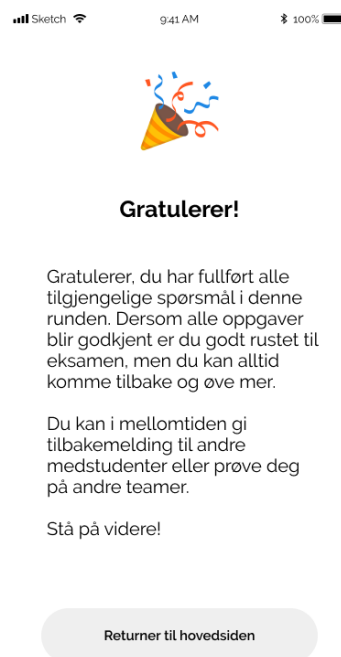 Sketch 9:41 AM 100%
Gratulerer!
Gratulerer, du har fullført alle
tilgjengelige spørsmål i denne
runden. Dersom alle oppgaver
blir godkjent er du godt rustet til
eksamen, men du kan alltid
komme tilbake og øve mer.
Du kan i mellomtiden gi
tilbakemelding til andre
medstudenter eller prøve deg
på andre teamer.
Stå på videre!
Returner til hovedsiden